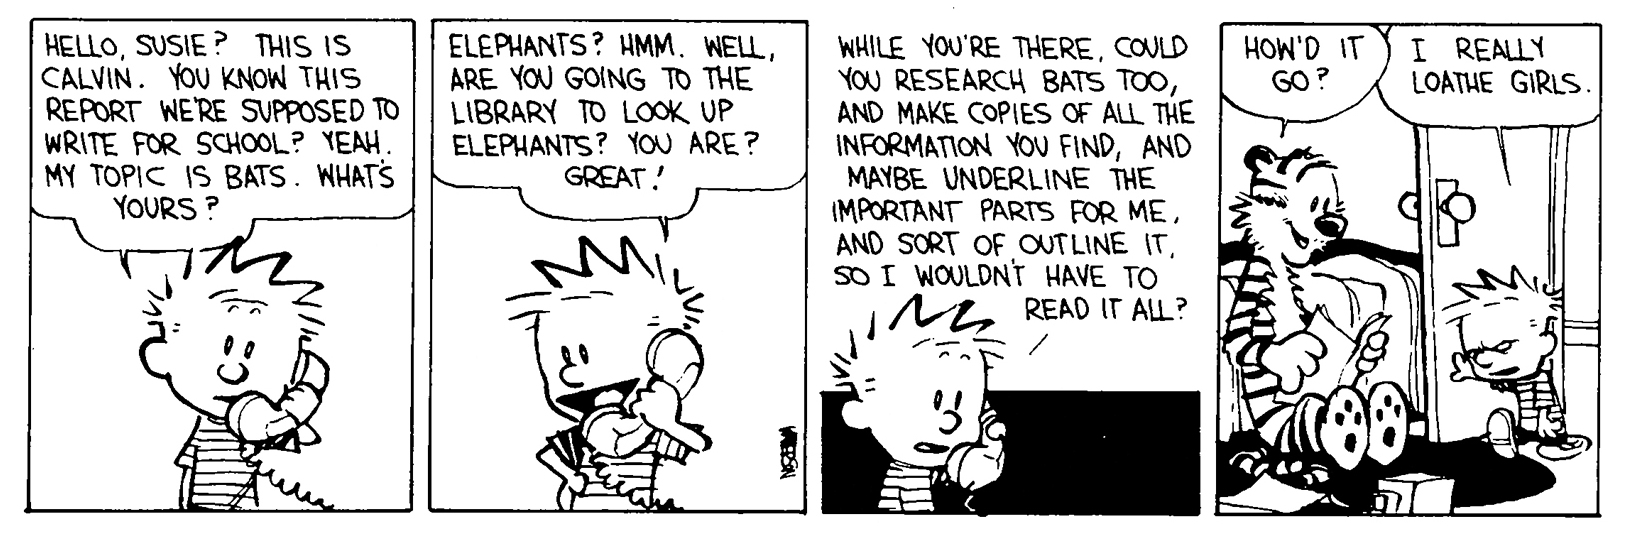 HELLO, SUSIE? THIS IS
CALVIN. YOU KNOW THIS
REPORT WE'RE SUPPOSED TO
WRITE FOR SCHOOL? YEAH.
MY TOPIC IS BATS. WHAT'S
YOURS?
ELEPHANTS? HMM. WELL,
ARE YOU GOING TO THE
LIBRARY TO LOOK UP
ELEPHANTS? YOU ARE?
GREAT!
WATTERSON
WHILE YOU'RE THERE, COULD
YOU RESEARCH BATS TOO,
AND MAKE COPIES OF ALL THE
INFORMATION YOU FIND, AND
MAYBE UNDERLINE THE
IMPORTANT PARTS FOR ME,
AND SORT OF OUTLINE IT,
SO I WOULDN'T HAVE TO
READ IT ALL?
HOW'D IT
GO?
I REALLY
LOATHE GIRLS.